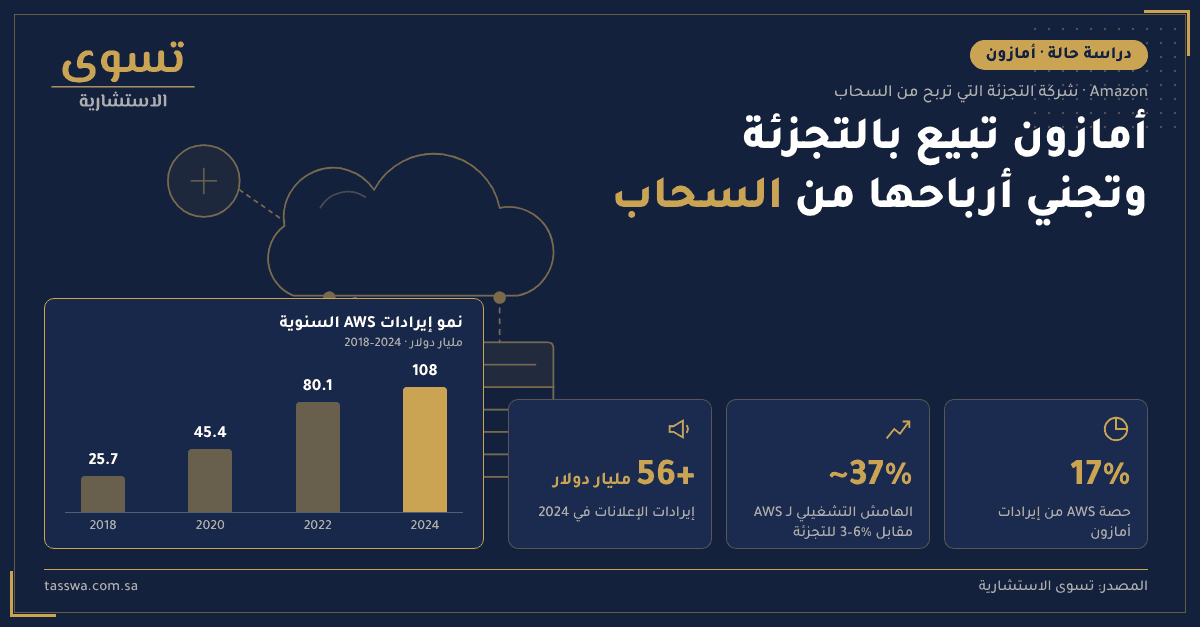 دراسة حالة · أمازون
Amazon · شركة التجزئة التي تربح من السحاب
أمازون تبيع بالتجزئة
وتجني أرباحها من السحاب
تسوى
الاستشارية
17%
حصة AWS من إيرادات
أمازون
~37%
الهامش التشغيلي لـ AWS
مقابل 3–6% للتجزئة
56+ مليار دولار
إيرادات الإعلانات في 2024
نمو إيرادات AWS السنوية
مليار دولار · 2018–2024
108
80.1
45.4
25.7
2018
2020
2022
2024
المصدر: تسوى الاستشارية
tasswa.com.sa